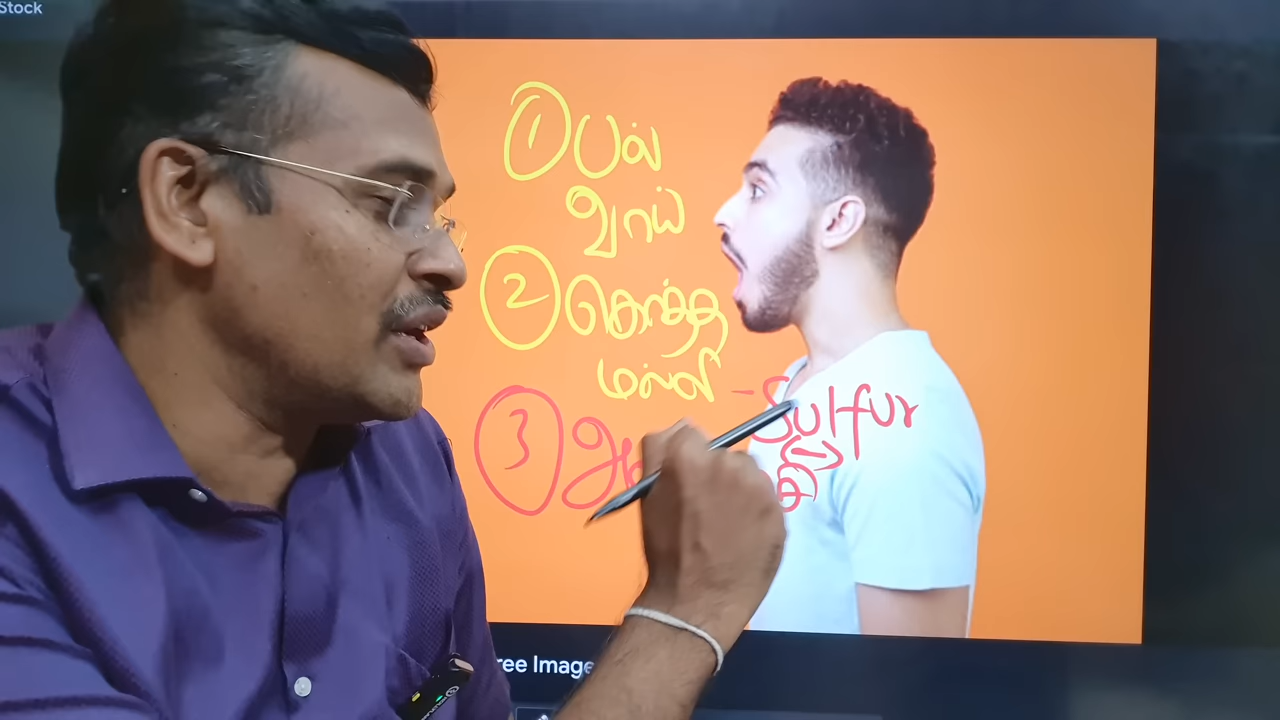 Stock
① பல்
வாய்
② கொத்த
மல்லி
- Sulfur
③
ree Image